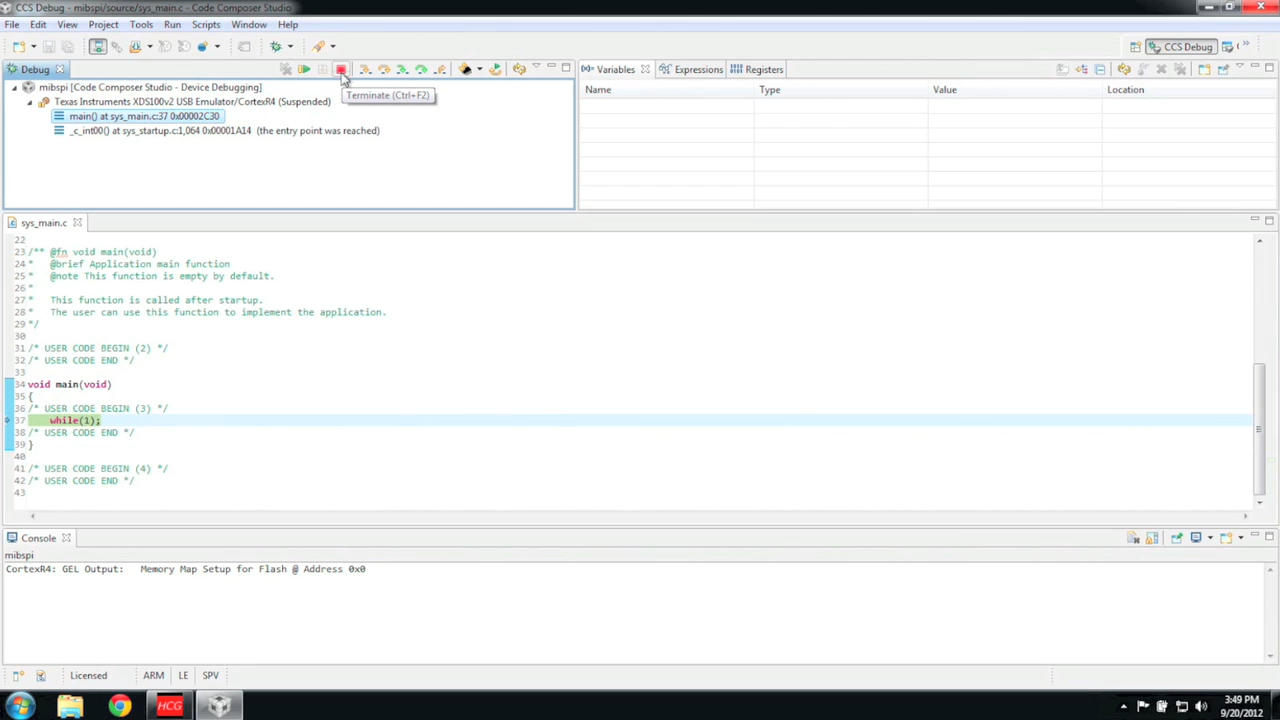 CCS Debug - mibspi/source/sys_main.c - Code Composer Studio
File Edit View Project Tools Run Scripts Window Help
CCS Debug
Debug
Variables Expressions Registers
mibspi [Code Composer Studio - Device Debugging]
Name Type Value Location
Terminate (Ctrl+F2)
Texas Instruments XDS100v2 USB Emulator/CortexR4 (Suspended)
main() at sys_main.c:37 0x00002C30
_c_int00() at sys_startup.c:1,064 0x00001A14 (the entry point was reached)
sys_main.c
22
23 /** @fn void main(void)
24 * @brief Application main function
25 * @note This function is empty by default.
26 *
27 * This function is called after startup.
28 * The user can use this function to implement the application.
29 */
30
31 /* USER CODE BEGIN (2) */
32 /* USER CODE END */
33
34 void main(void)
35 {
36 /* USER CODE BEGIN (3) */
37 while(1);
38 /* USER CODE END */
39 }
40
41 /* USER CODE BEGIN (4) */
42 /* USER CODE END */
43
Console
mibspi
CortexR4: GEL Output: Memory Map Setup for Flash @ Address 0x0
Licensed ARM LE SPV
HCG
3:49 PM
9/20/2012